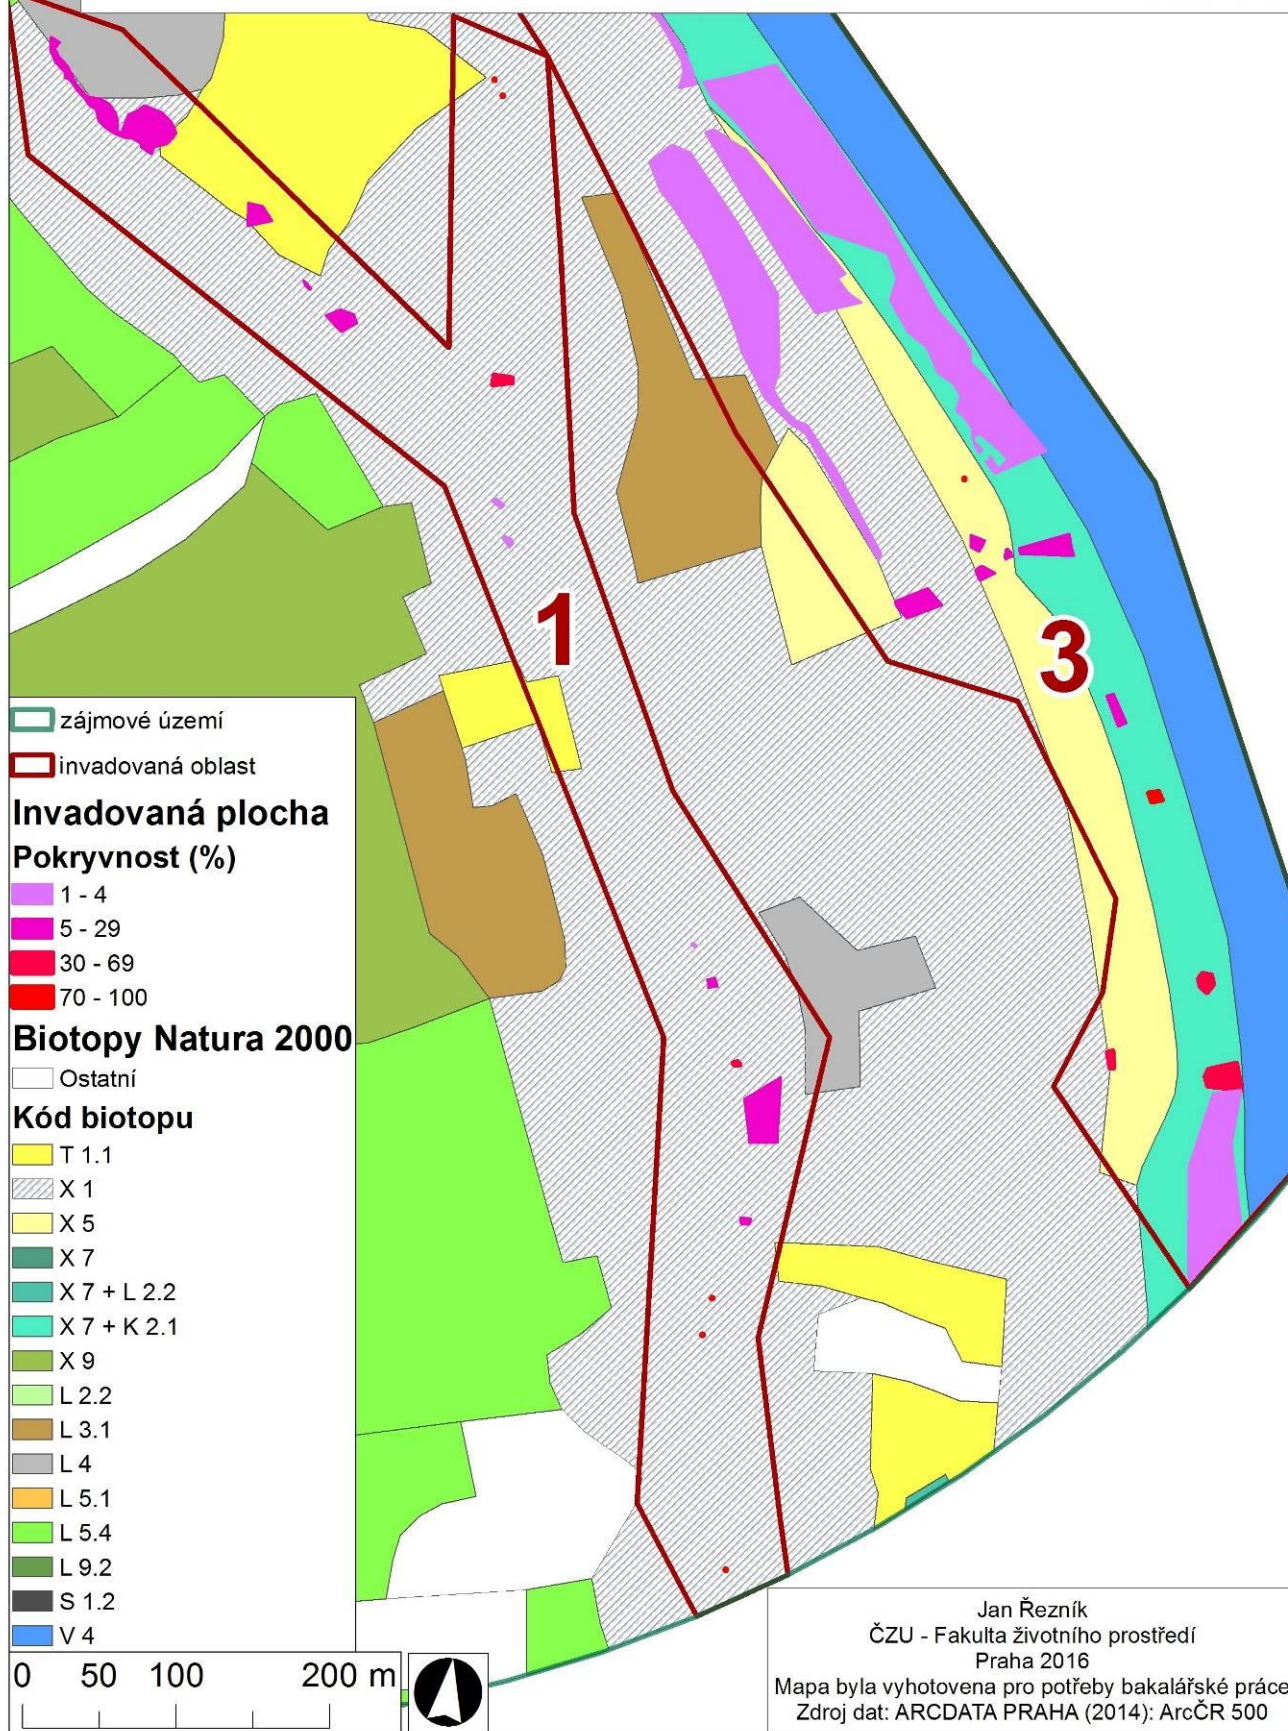 1
3
zájmové území
invadovaná oblast
Invadovaná plocha
Pokryvnost (%)
1 - 4
5 - 29
30 - 69
70 - 100
Biotopy Natura 2000
Ostatní
Kód biotopu
T 1.1
X 1
X 5
X 7
X 7 + L 2.2
X 7 + K 2.1
X 9
L 2.2
L 3.1
L 4
L 5.1
L 5.4
L 9.2
S 1.2
V 4
0 50 100 200 m
Jan Řezník
ČZU - Fakulta životního prostředí
Praha 2016
Mapa byla vyhotovena pro potřeby bakalářské práce
Zdroj dat: ARCDATA PRAHA (2014): ArcČR 500